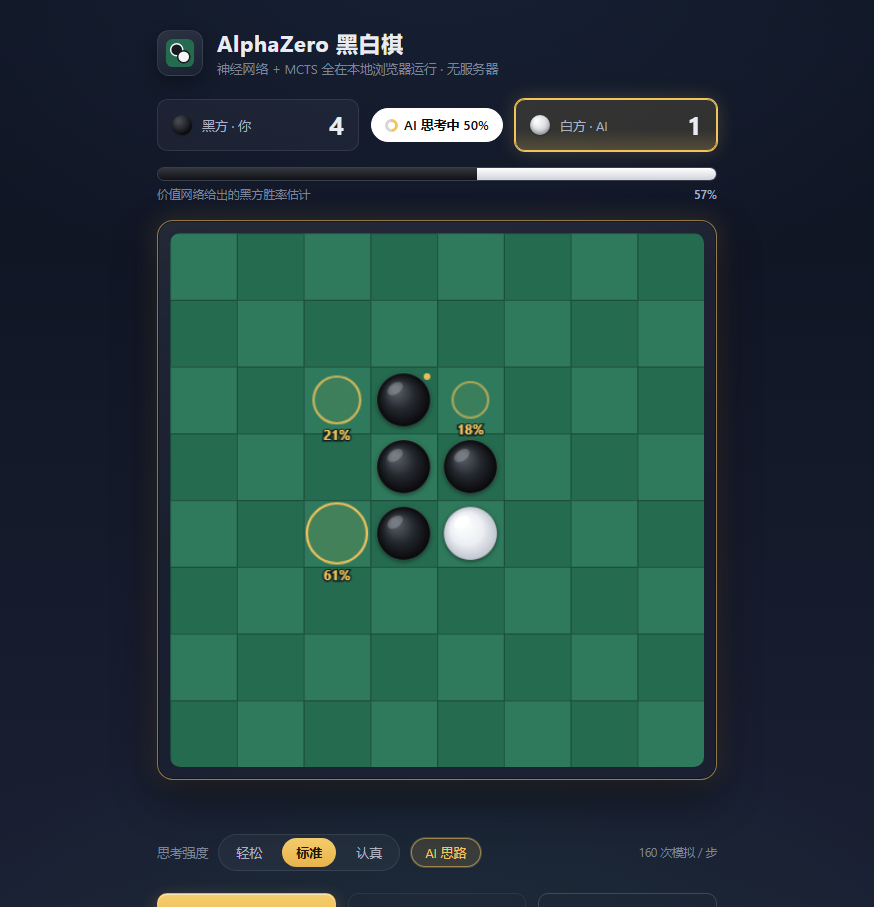 AlphaZero 黑白棋
神经网络 + MCTS 全在本地浏览器运行 · 无服务器
黑方 · 你
4
AI 思考中 50%
白方 · AI
1
价值网络给出的黑方胜率估计
57%
21%
18%
61%
思考强度
轻松
标准
认真
AI 思路
160 次模拟 / 步